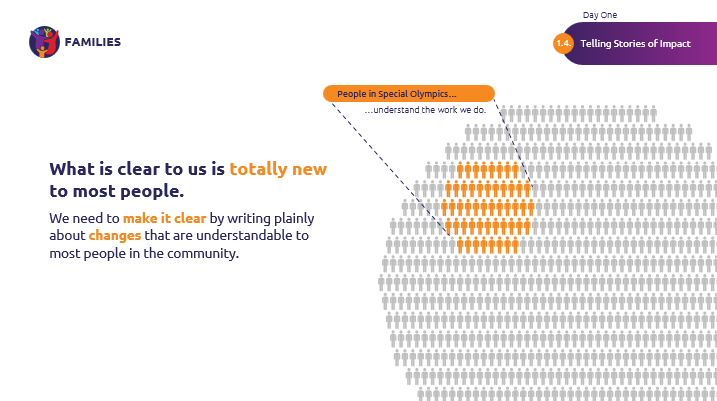 Day One
FAMILIES
1.4. Telling Stories of Impact
People in Special Olympics...
...understand the work we do.
What is clear to us is totally new
to most people.
We need to make it clear by writing plainly
about changes that are understandable to
most people in the community.